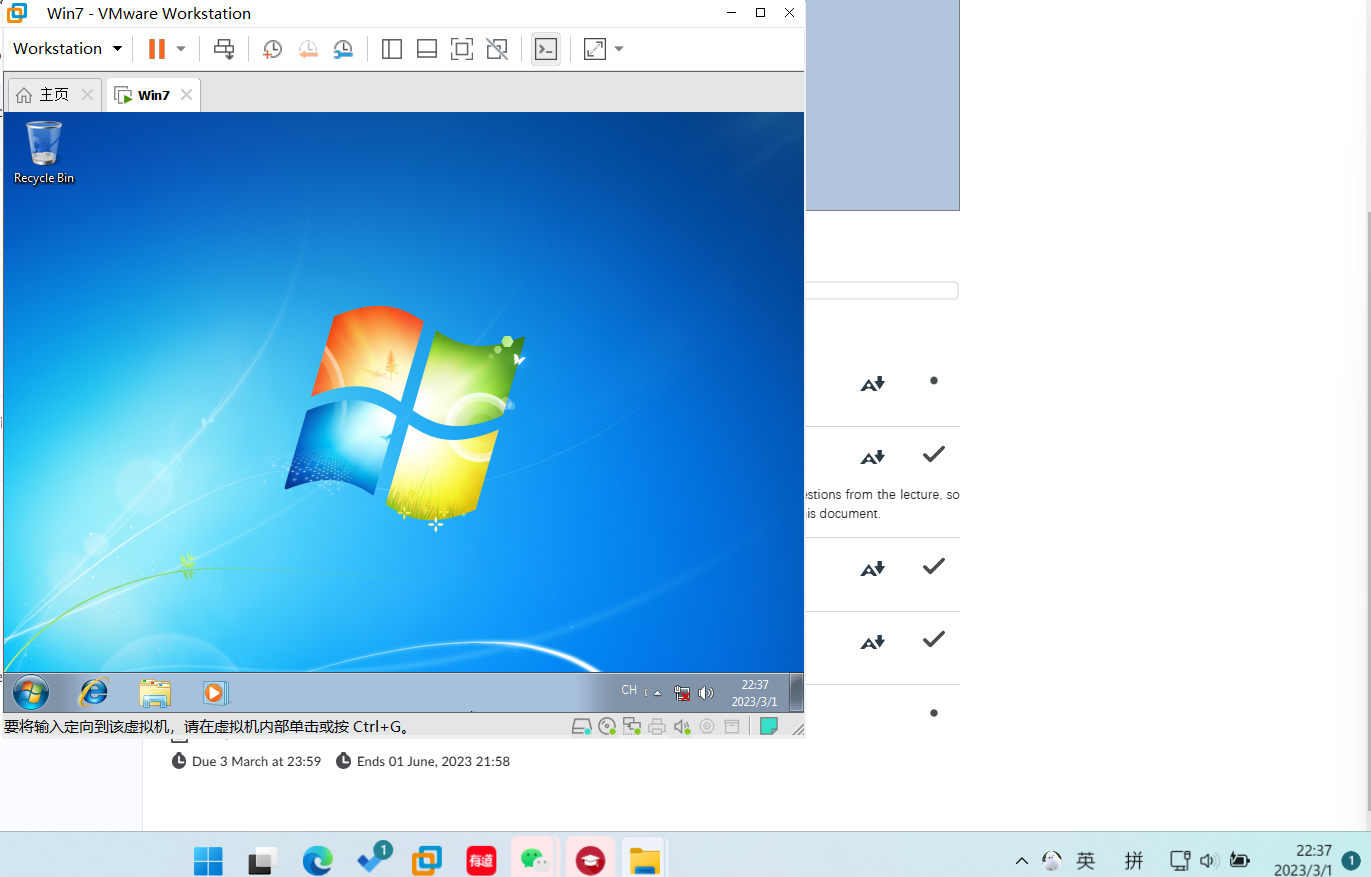 Win7 - VMware Workstation
Workstation
主页
Win7
Recycle Bin
estions from the lecture, so
is document.
CH
22:37
2023/3/1
要将输入定向到该虚拟机，请在虚拟机内部单击或按 Ctrl+G。
Due 3 March at 23:59
Ends 01 June, 2023 21:58
1
有道
英
拼
22:37
2023/3/1
1